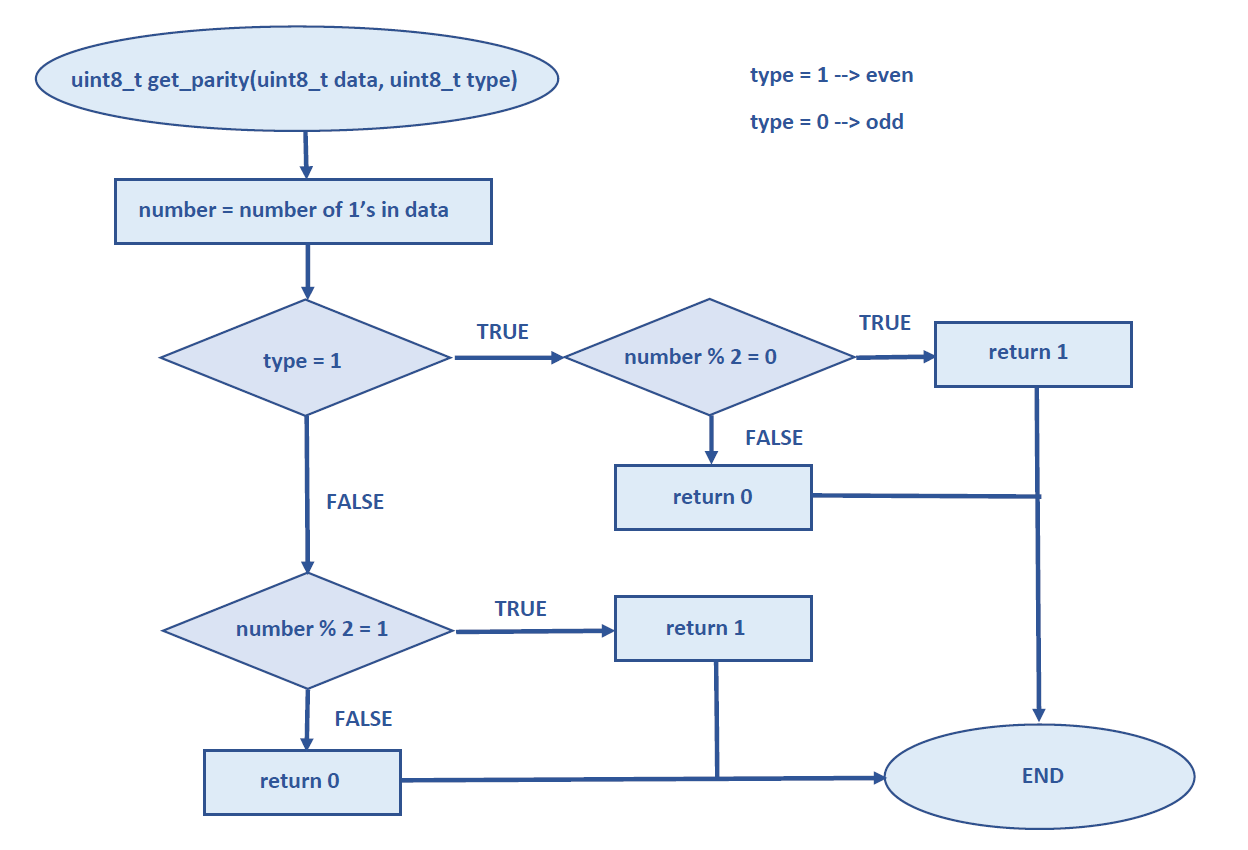 uint8_t get_parity(uint8_t data, uint8_t type)
type = 1 --> even
type = 0 --> odd
number = number of 1’s in data
type = 1
TRUE
number % 2 = 0
TRUE
return 1
FALSE
return 0
FALSE
number % 2 = 1
TRUE
return 1
FALSE
return 0
END